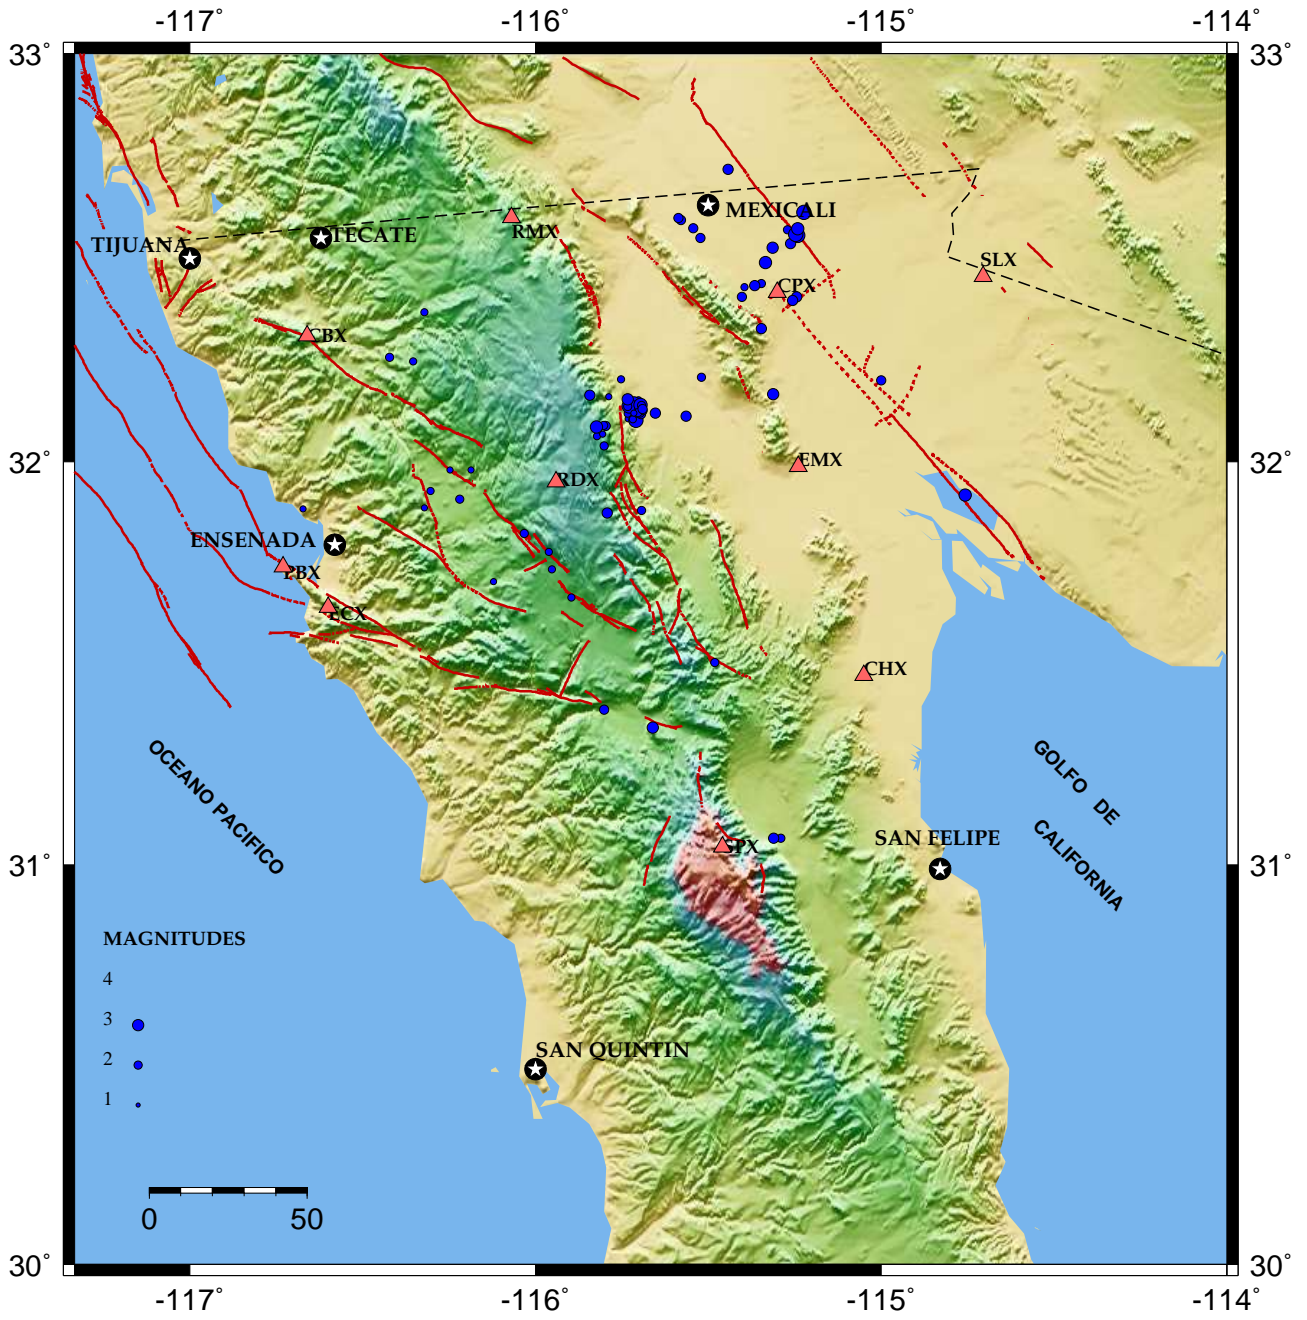 -117° -116° -115° -114°
33° 33°
MEXICALI
RMX
TECATE
TIJUANA
SLX
CPX
CBX
32° 32°
EMX
RDX
ENSENADA
CHX
OCEANO PACIFICO
GOLFO DE
CALIFORNIA
SAN FELIPE
SPX
31° 31°
MAGNITUDES
4
3
2
1
SAN QUINTIN
0 50
30° 30°
-117° -116° -115° -114°